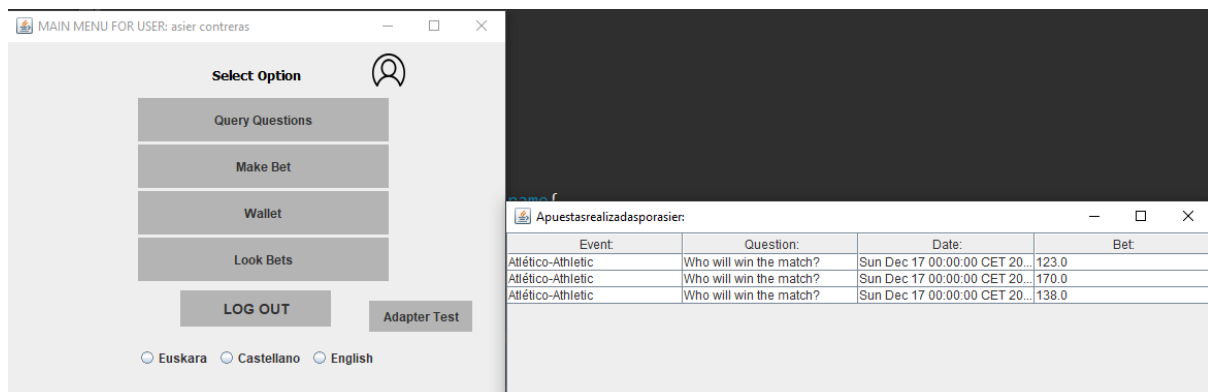 MAIN MENU FOR USER: asier contreras
Select Option
Query Questions
Make Bet
Wallet
Look Bets
LOG OUT
Adapter Test
Euskara Castellano English
name{
Apuestasrealizadasporasier:
Event: Question: Date: Bet:
Atlético-Athletic Who will win the match? Sun Dec 17 00:00:00 CET 20... 123.0
Atlético-Athletic Who will win the match? Sun Dec 17 00:00:00 CET 20... 170.0
Atlético-Athletic Who will win the match? Sun Dec 17 00:00:00 CET 20... 138.0